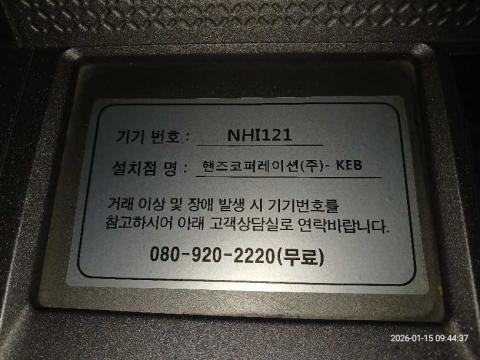 기기 번호 : NHI121
설치점 명 : 핸즈코퍼레이션(주)- KEB
거래 이상 및 장애 발생 시 기기번호를
참고하시어 아래 고객상담실로 연락바랍니다.
080-920-2220(무료)
2026-01-15 09:44:37